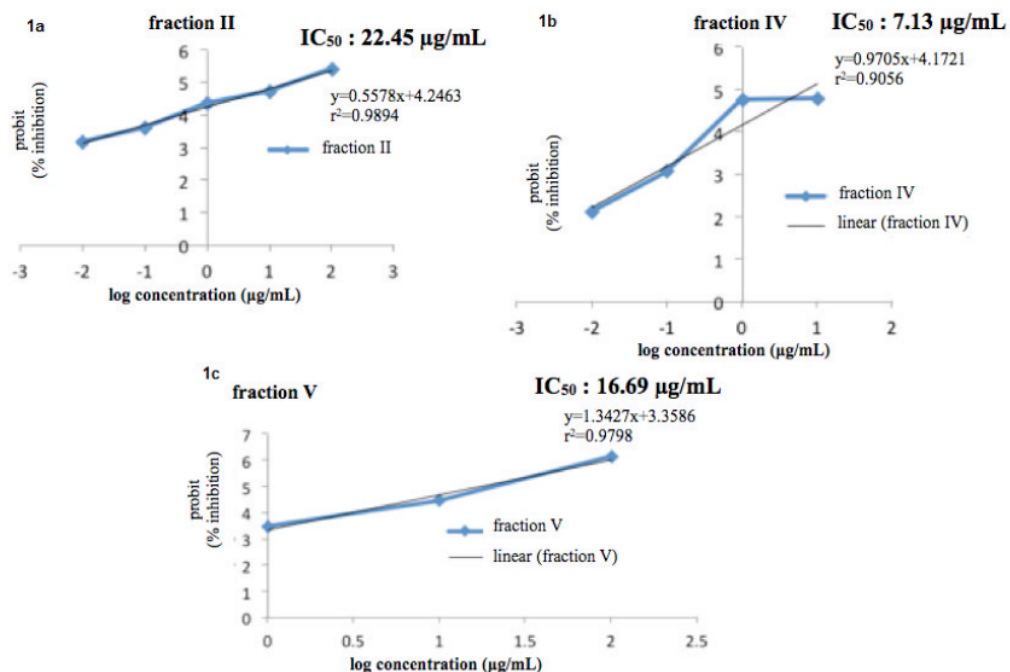 1a
fraction II
IC₅₀ : 22.45 µg/mL
6
5
4
3
2
1
0
y=0.5578x+4.2463
r²=0.9894
fraction II
probit
(% inhibition)
-3 -2 -1 0 1 2 3
log concentration (µg/mL)
1b
fraction IV
IC₅₀ : 7.13 µg/mL
6
5
4
3
2
1
0
y=0.9705x+4.1721
r²=0.9056
fraction IV
linear (fraction IV)
probit
(% inhibition)
-3 -2 -1 0 1 2
log concentration (µg/mL)
1c
fraction V
IC₅₀ : 16.69 µg/mL
y=1.3427x+3.3586
r²=0.9798
7
6
5
4
3
2
1
0
fraction V
linear (fraction V)
probit
(% inhibition)
0 0.5 1 1.5 2 2.5
log concentration (µg/mL)